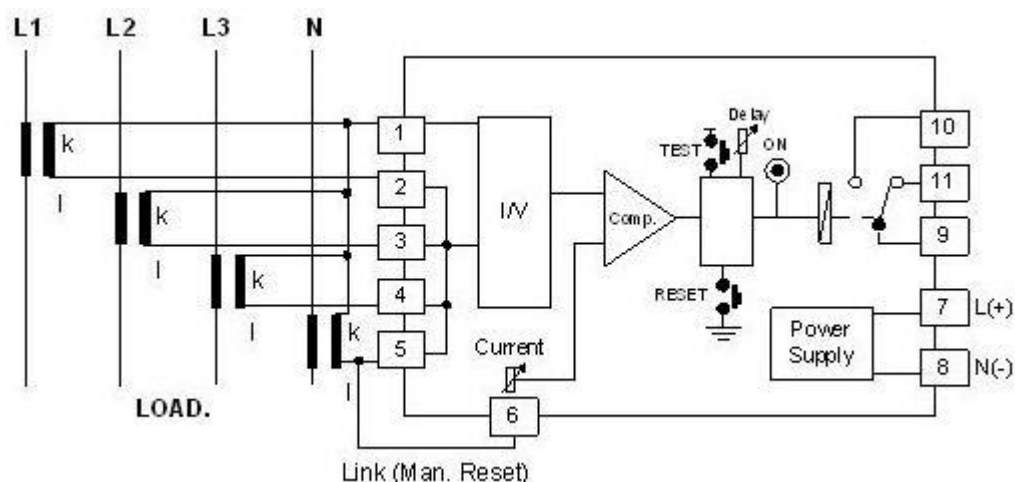 L1 L2 L3 N
k
l
k
l
k
l
k
l
LOAD.
1
2
3
4
5
6
I/V
Current
Link (Man. Reset)
Comp.
TEST
Delay
ON
RESET
Power
Supply
10
11
9
7 L(+)
8 N(-)